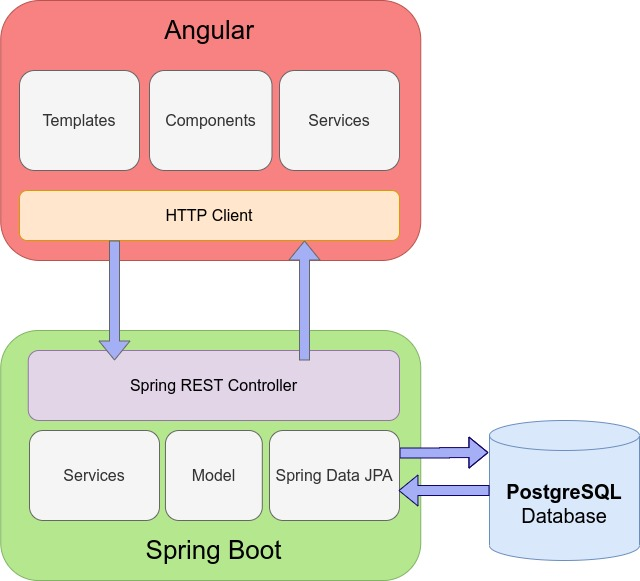 Angular
Templates
Components
Services
HTTP Client
Spring REST Controller
Services
Model
Spring Data JPA
PostgreSQL
Database
Spring Boot